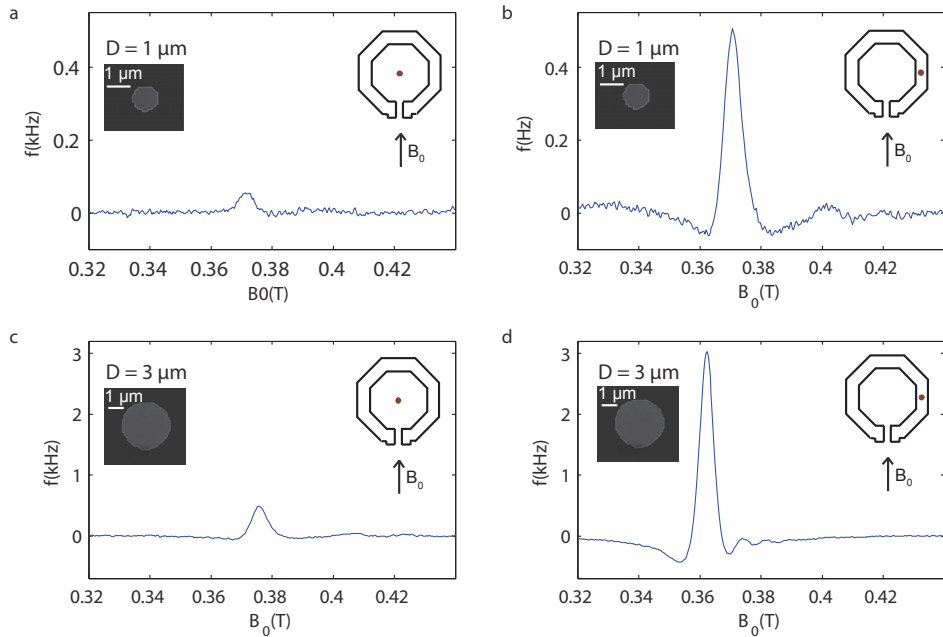 a
D = 1 µm
1 µm
B0
f(kHz)
0.4
0.2
0
0.32 0.34 0.36 0.38 0.4 0.42
B0(T)
b
D = 1 µm
1 µm
B0
f(Hz)
0.4
0.2
0
0.32 0.34 0.36 0.38 0.4 0.42
B0(T)
c
D = 3 µm
1 µm
B0
f(kHz)
3
2
1
0
0.32 0.34 0.36 0.38 0.4 0.42
B0(T)
d
D = 3 µm
1 µm
B0
f(kHz)
3
2
1
0
0.32 0.34 0.36 0.38 0.4 0.42
B0(T)